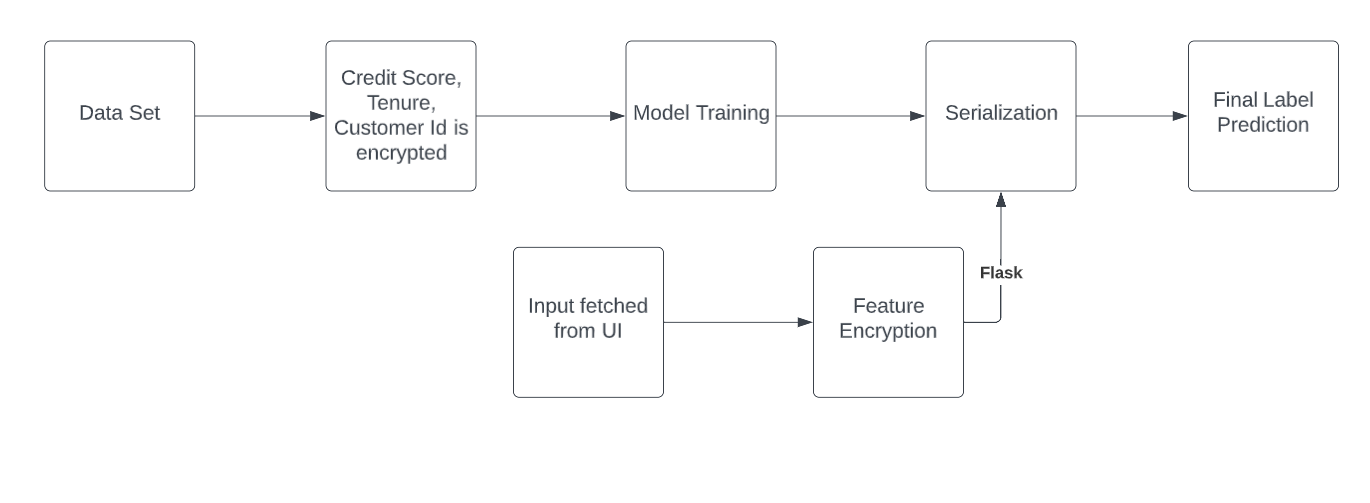 Data Set
Credit Score,
Tenure,
Customer Id is
encrypted
Model Training
Serialization
Final Label
Prediction
Flask
Input fetched
from UI
Feature
Encryption